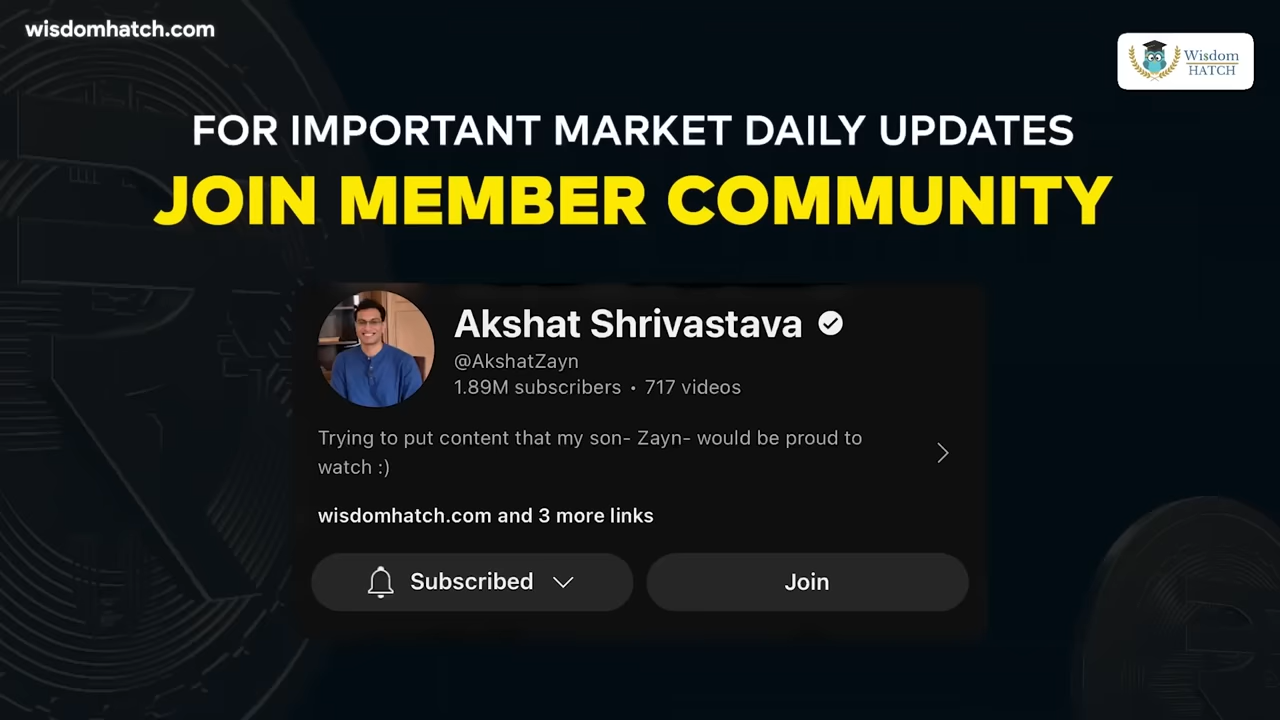 wisdomhatch.com
Wisdom
HATCH
FOR IMPORTANT MARKET DAILY UPDATES
JOIN MEMBER COMMUNITY
Akshat Shrivastava
@AkshatZayn
1.89M subscribers • 717 videos
Trying to put content that my son- Zayn- would be proud to
watch :)
wisdomhatch.com and 3 more links
Subscribed
Join